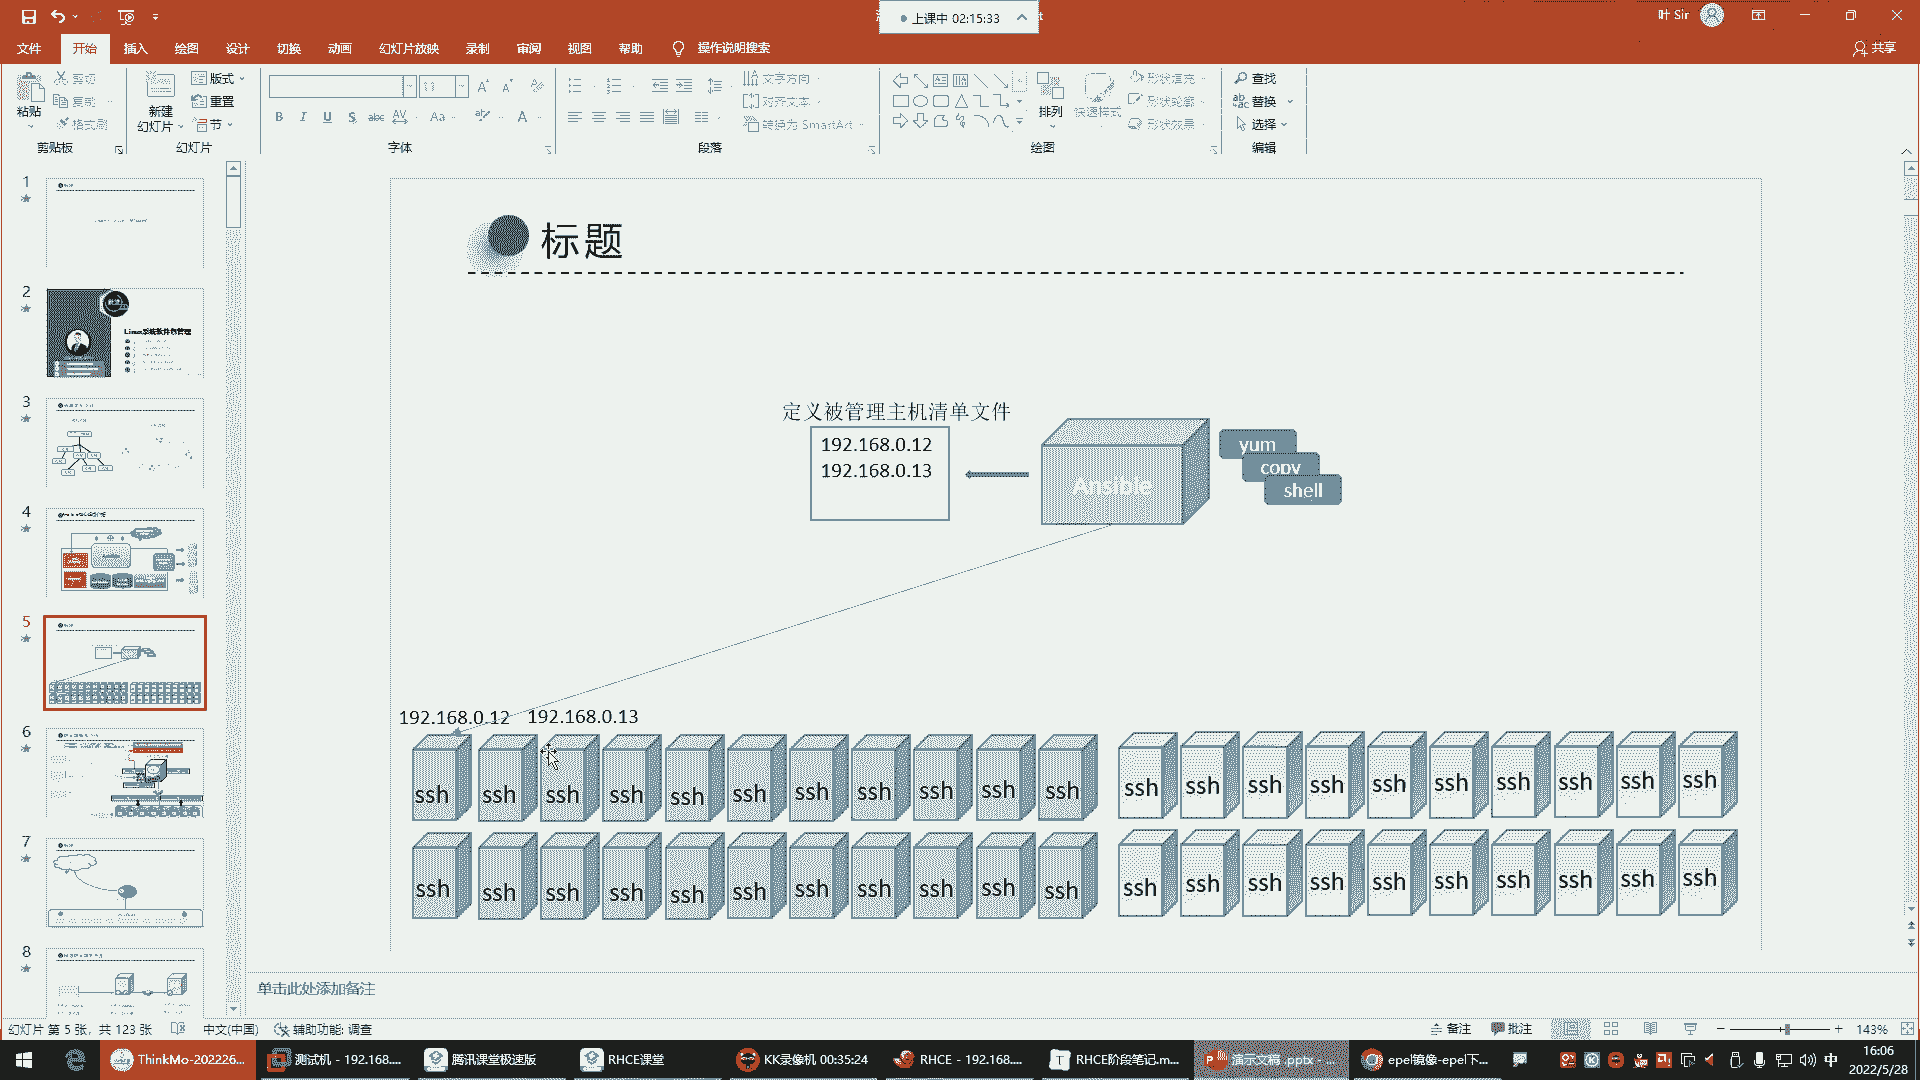 上课中 02:15:33
叶 Sir
文件 开始 插入 绘图 设计 切换 动画 幻灯片放映 录制 审阅 视图 帮助 操作说明搜索 共享
粘贴
剪切
复制
格式刷
剪贴板
新建
幻灯片
版式
重置
节
幻灯片
字体
文字方向
对齐文本
转换为 SmartArt
段落
排列
快速样式
形状填充
形状轮廓
形状效果
绘图
查找
替换
选择
编辑
1
2
3
4
5
6
7
8
标题
定义被管理主机清单文件
192.168.0.12
192.168.0.13
Ansible
yum
copy
shell
192.168.0.12 192.168.0.13
ssh ssh ssh ssh ssh ssh ssh ssh ssh ssh ssh ssh ssh ssh ssh ssh ssh ssh ssh ssh ssh
ssh ssh ssh ssh ssh ssh ssh ssh ssh ssh ssh ssh ssh ssh ssh ssh ssh ssh ssh ssh ssh
单击此处添加备注
幻灯片 第 5 张，共 123 张 中文(中国) 辅助功能: 调查 备注 批注 143%
ThinkMo-202226... 测试机 - 192.168.... 腾讯课堂极速版 RHCE课堂 KK录像机 00:35:24 RHCE - 192.168.... RHCE阶段笔记.m... 演示文稿 .pptx - ... epel镜像-epel下... 中
16:06
2022/5/28